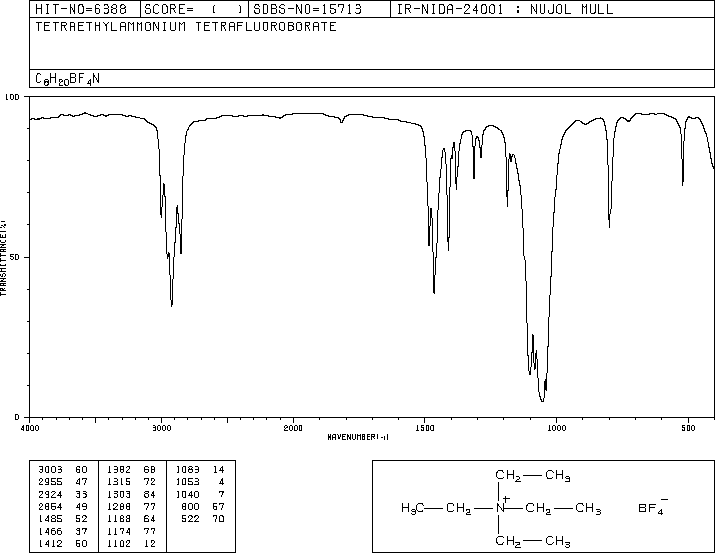 HIT-NO=6388 SCORE= ( ) SDBS-NO=15713 IR-NIDA-24001 : NUJOL MULL
TETRAETHYLAMMONIUM TETRAFLUOROBORATE
C8H20BF4N
100
50
0
TRANSMITTANCE(%)
4000 3000 2000 1500 1000 500
WAVENUMBER(-1)
3003 60 1382 68 1083 14
2955 47 1315 72 1053 4
2924 33 1303 84 1040 7
2854 49 1288 77 800 57
1485 52 1188 64 522 70
1466 37 1174 77
1412 50 1102 12
CH2—CH3
H3C—CH2—N+—CH2—CH3 BF4−
CH2—CH3